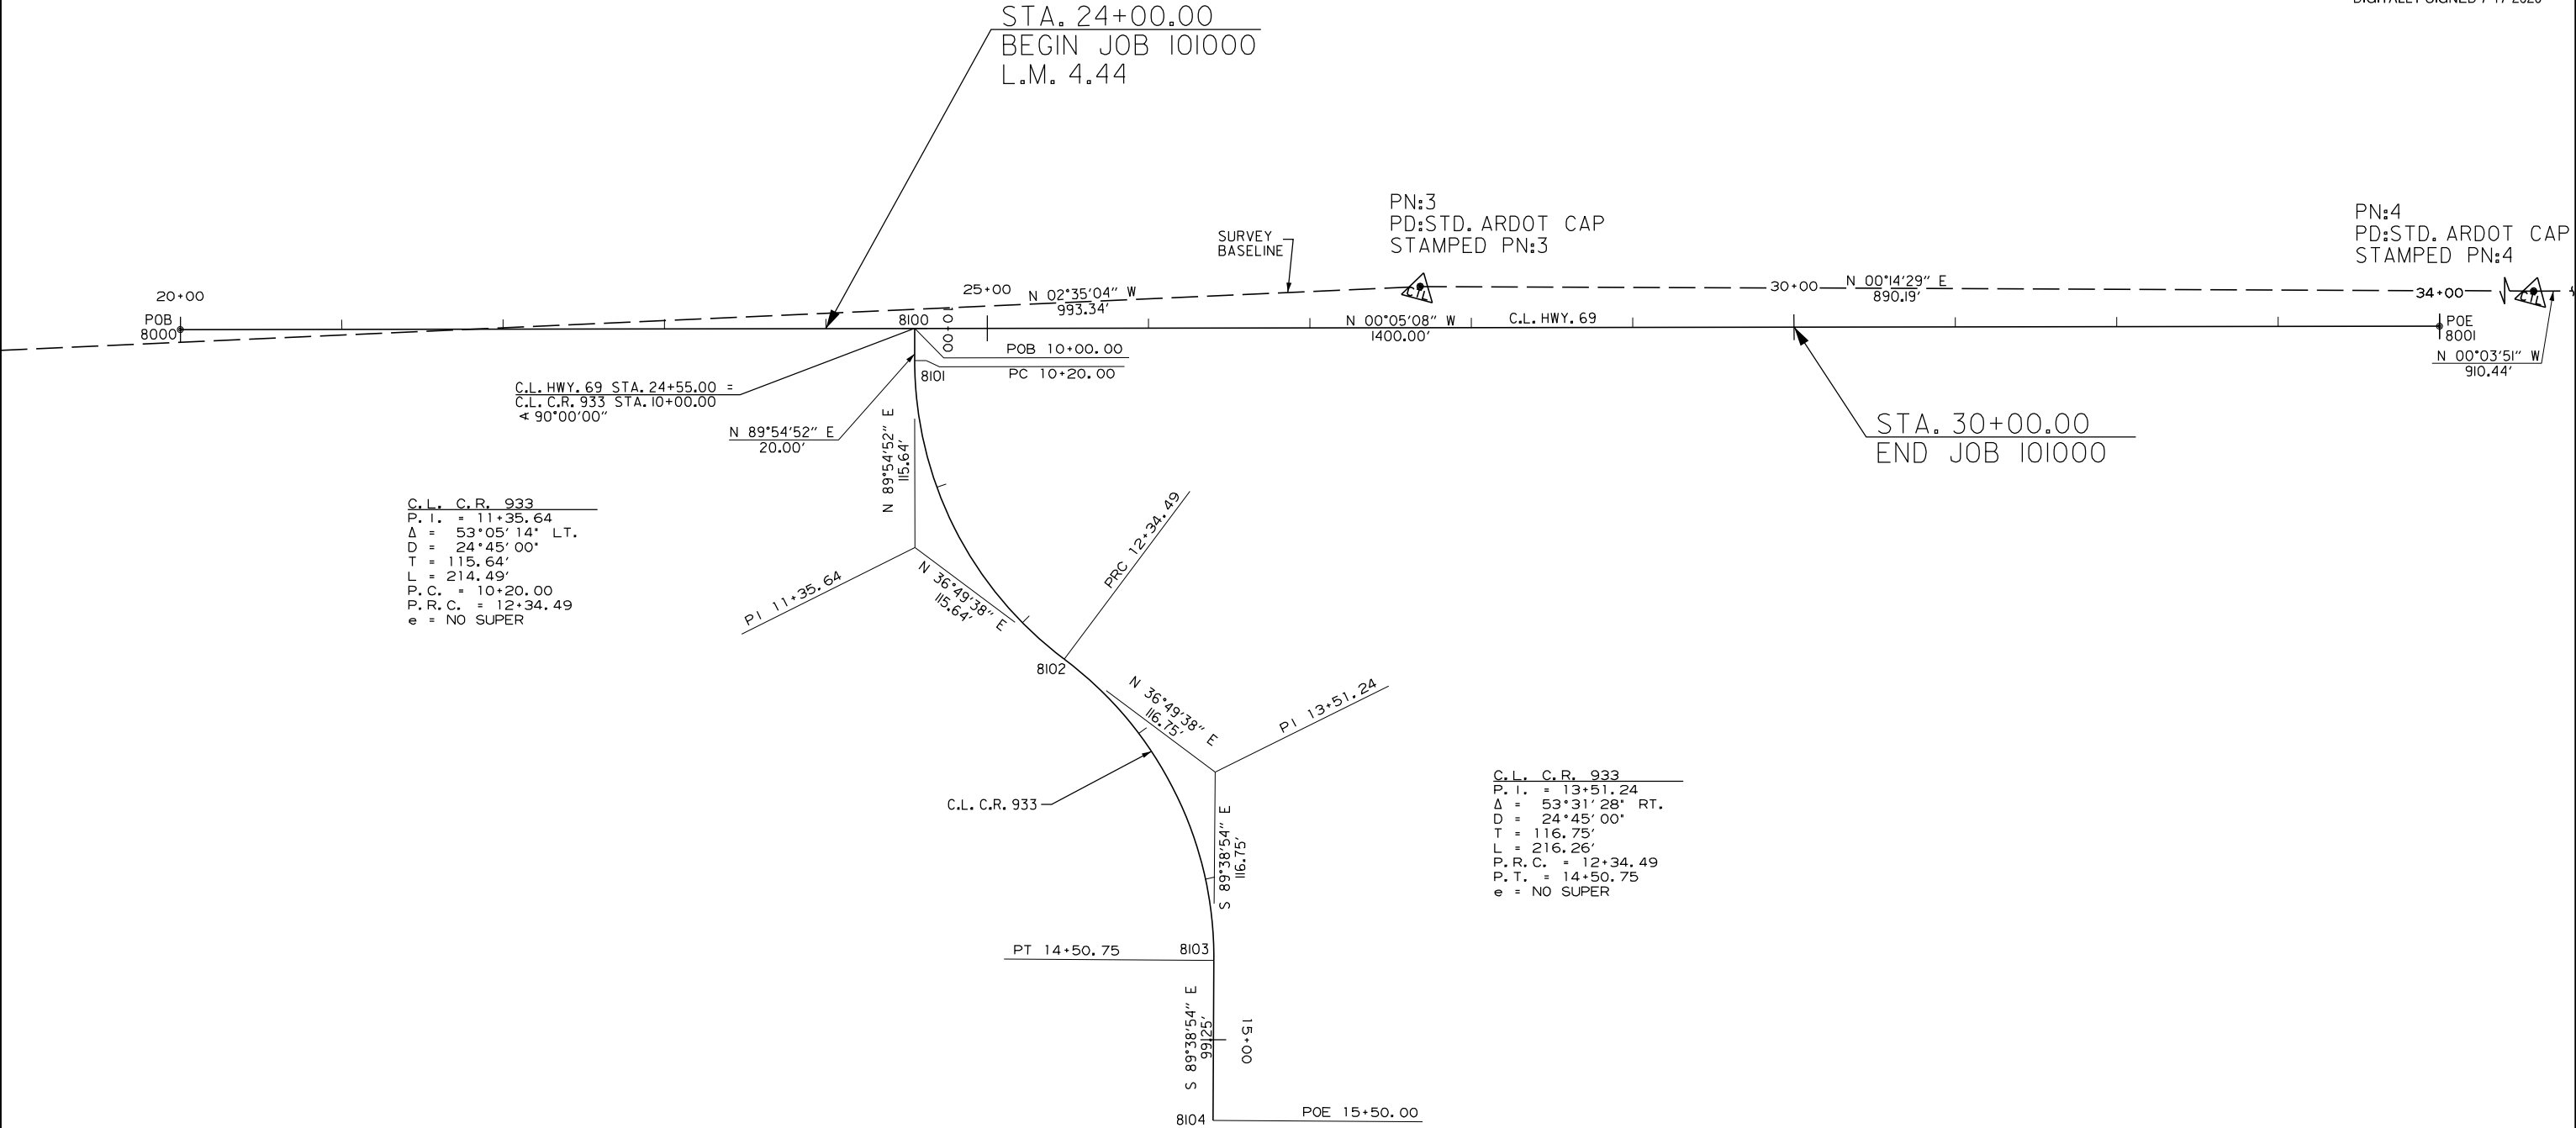 STA. 24+00.00
BEGIN JOB 101000
L.M. 4.44
PN:3
PD:STD. ARDOT CAP
STAMPED PN:3
PN:4
PD:STD. ARDOT CAP
STAMPED PN:4
SURVEY
BASELINE
20+00
25+00
N 02°35'04" W
993.34'
30+00
N 00°14'29" E
890.19'
34+00
CTL
CTL
POB
8000
8100
10+00
N 00°05'08" W
1400.00'
C.L. HWY. 69
POE
8001
N 00°03'51" W
910.44'
POB 10+00.00
PC 10+20.00
8101
C.L. HWY. 69 STA. 24+55.00 =
C.L. C.R. 933 STA. 10+00.00
∢ 90°00'00"
N 89°54'52" E
20.00'
STA. 30+00.00
END JOB 101000
N 89°54'52" E
115.64'
C.L. C.R. 933
P.I. = 11+35.64
Δ = 53°05'14" LT.
D = 24°45'00"
T = 115.64'
L = 214.49'
P.C. = 10+20.00
P.R.C. = 12+34.49
e = NO SUPER
PI 11+35.64
N 36°49'38" E
115.64'
PRC 12+34.49
8102
N 36°49'38" E
116.75'
PI 13+51.24
C.L. C.R. 933
S 89°38'54" E
116.75'
C.L. C.R. 933
P.I. = 13+51.24
Δ = 53°31'28" RT.
D = 24°45'00"
T = 116.75'
L = 216.26'
P.R.C. = 12+34.49
P.T. = 14+50.75
e = NO SUPER
PT 14+50.75
8103
S 89°38'54" E
99.25'
15+00
8104
POE 15+50.00